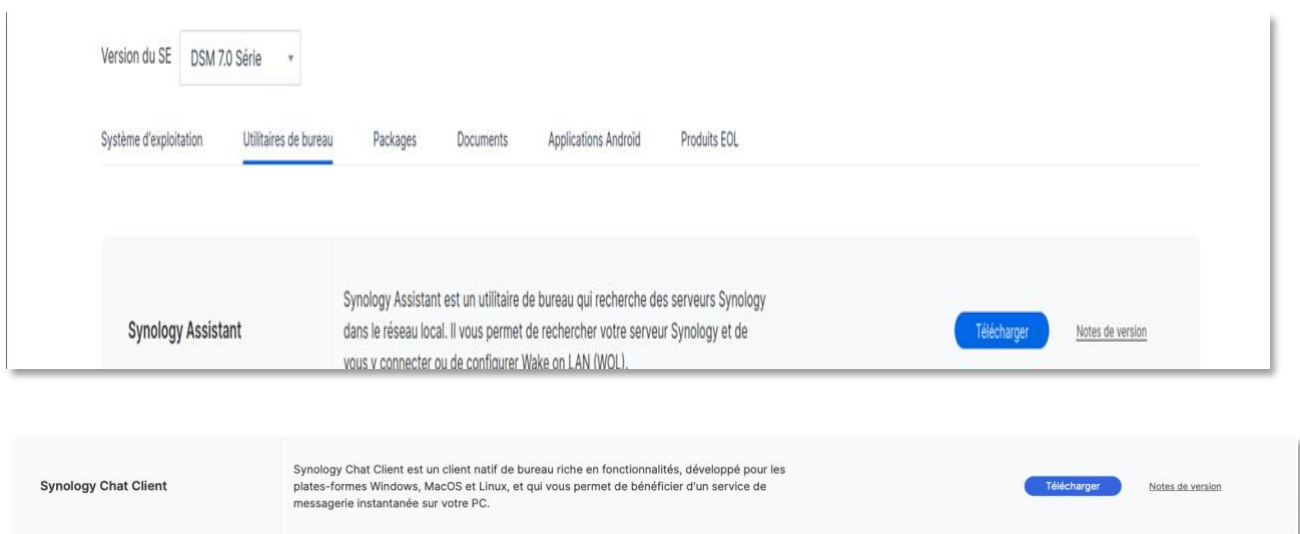 Version du SE DSM 7.0 Série
Système d'exploitation Utilitaires de bureau Packages Documents Applications Androïd Produits EOL
Synology Assistant est un utilitaire de bureau qui recherche des serveurs Synology
Synology Assistant dans le réseau local. Il vous permet de rechercher votre serveur Synology et de Télécharger Notes de version
vous y connecter ou de configurer Wake on LAN (WOL).
Synology Chat Client est un client natif de bureau riche en fonctionnalités, développé pour les
Synology Chat Client plates-formes Windows, MacOS et Linux, et qui vous permet de bénéficier d'un service de Télécharger Notes de version
messagerie instantanée sur votre PC.